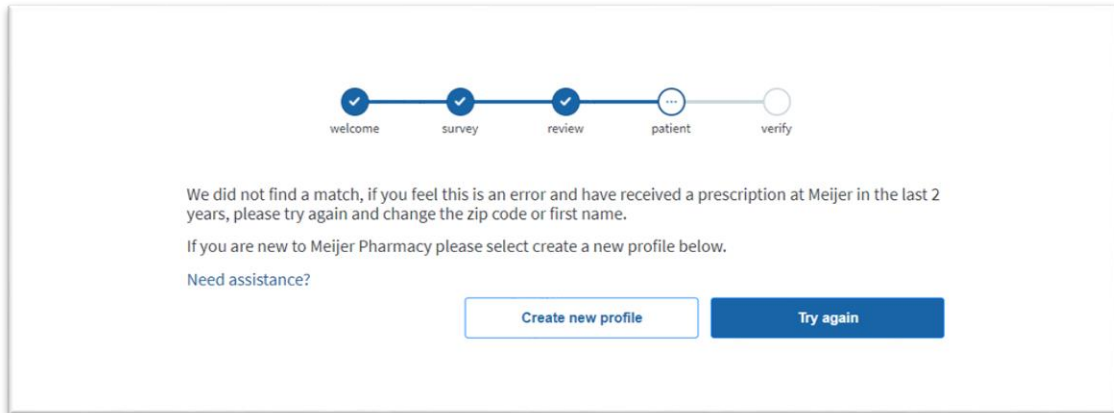 welcome survey review patient verify
We did not find a match, if you feel this is an error and have received a prescription at Meijer in the last 2
years, please try again and change the zip code or first name.
If you are new to Meijer Pharmacy please select create a new profile below.
Need assistance?
Create new profile Try again